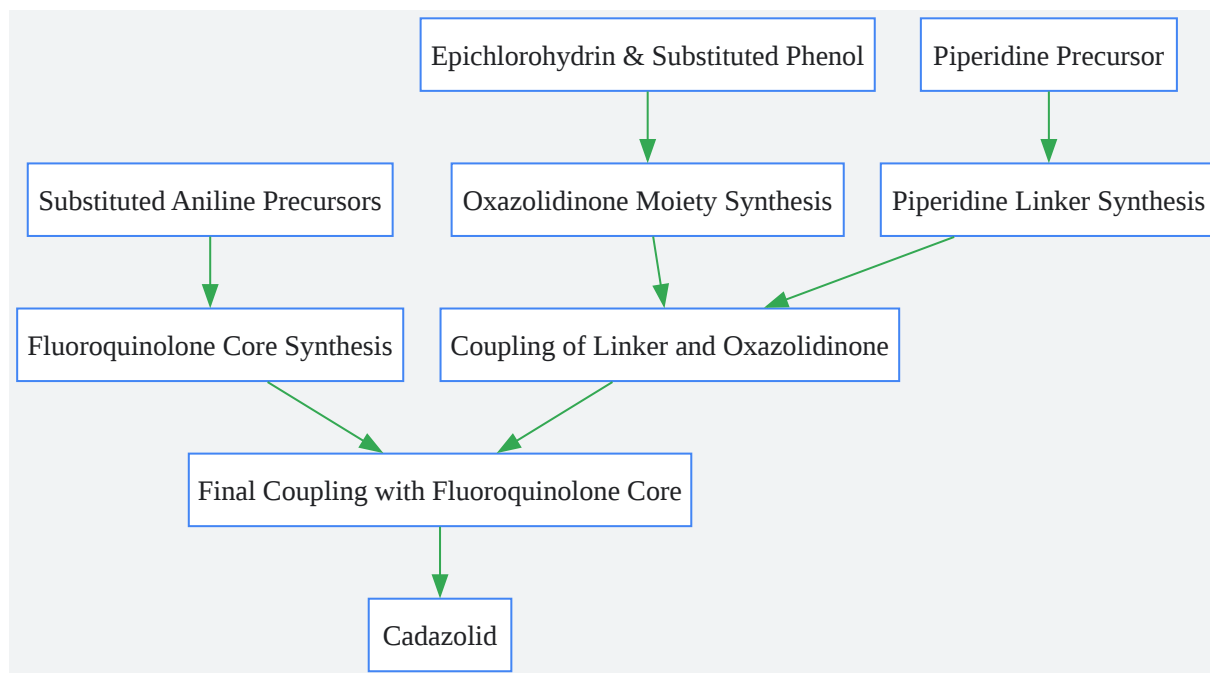 Epichlorohydrin & Substituted Phenol
Piperidine Precursor
Substituted Aniline Precursors
Oxazolidinone Moiety Synthesis
Piperidine Linker Synthesis
Fluoroquinolone Core Synthesis
Coupling of Linker and Oxazolidinone
Final Coupling with Fluoroquinolone Core
Cadazolid